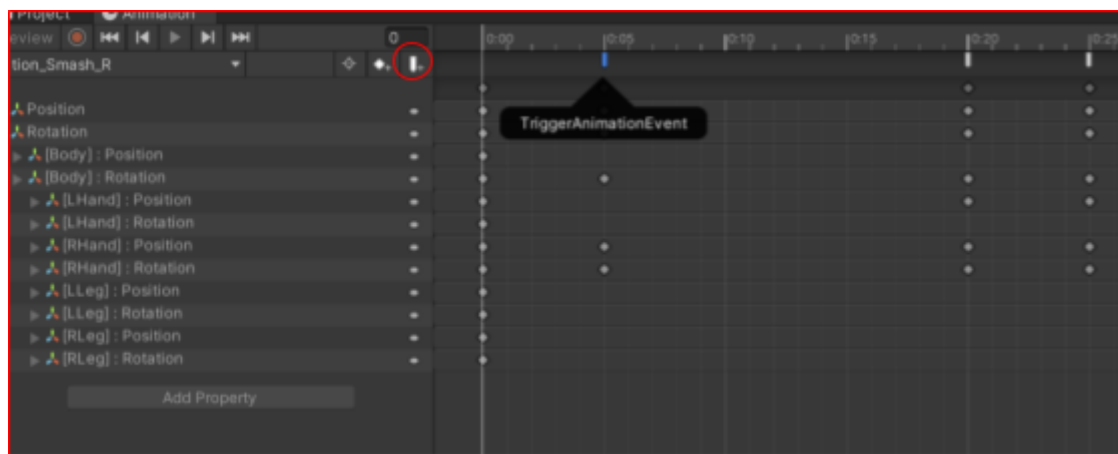 Project Animation
eview 0 0:00 0:05 0:10 0:15 0:20 0:25
tion_Smash_R
TriggerAnimationEvent
Position
Rotation
[Body] : Position
[Body] : Rotation
[LHand] : Position
[LHand] : Rotation
[RHand] : Position
[RHand] : Rotation
[LLeg] : Position
[LLeg] : Rotation
[RLeg] : Position
[RLeg] : Rotation
Add Property